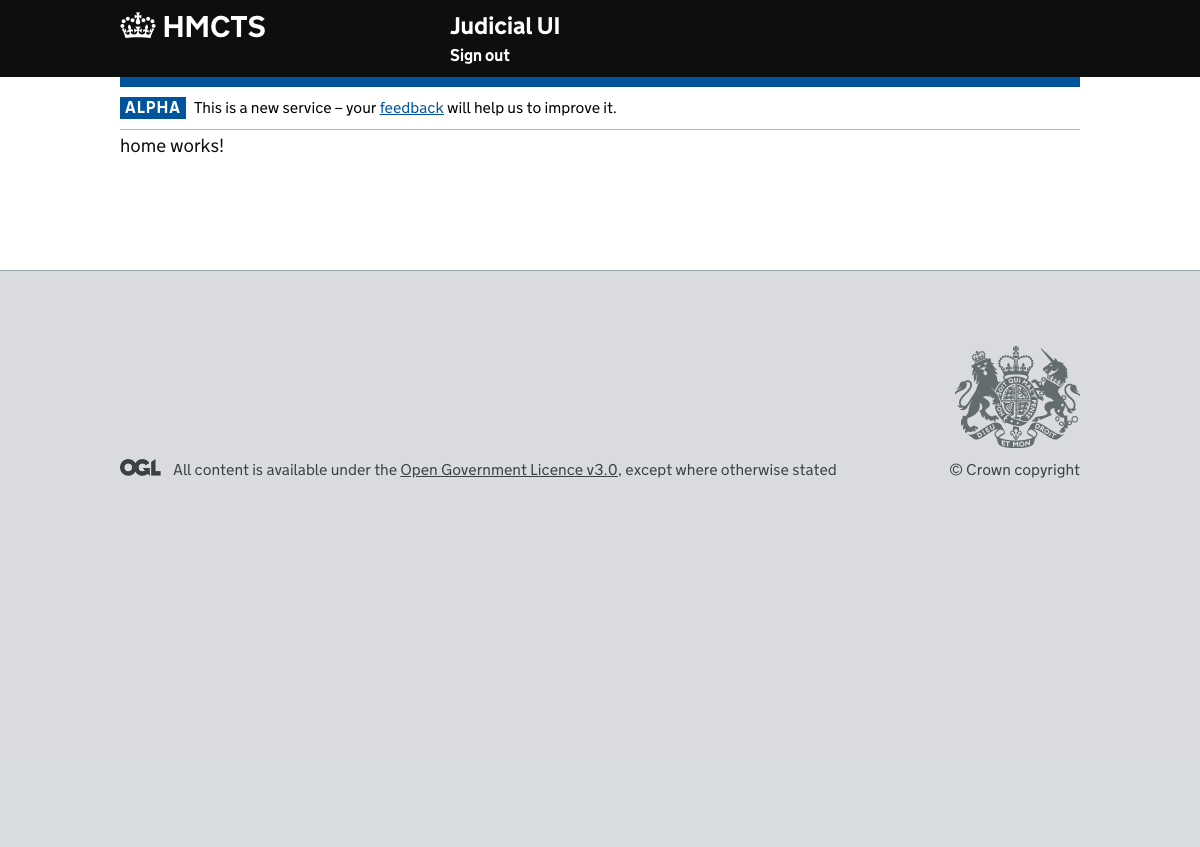 HMCTS
Judicial UI
Sign out
ALPHA This is a new service – your feedback will help us to improve it.
home works!
DIEU ET MON DROIT
OGL All content is available under the Open Government Licence v3.0, except where otherwise stated
© Crown copyright